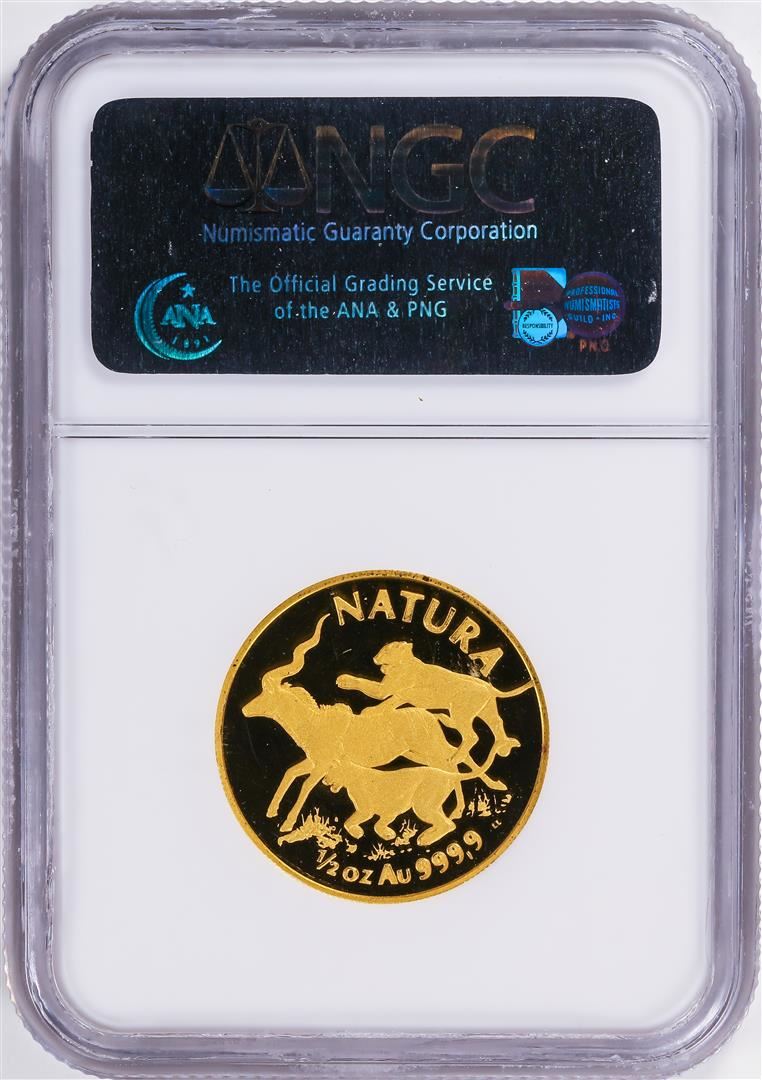 NGC
Numismatic Guaranty Corporation
The Official Grading Service
of the ANA & PNG
ANA
1891
RESPONSIBILITY
PROFESSIONAL
NUMISMATISTS
GUILD · INC.
P.N.G
NATURA
1/2 OZ Au 999,9